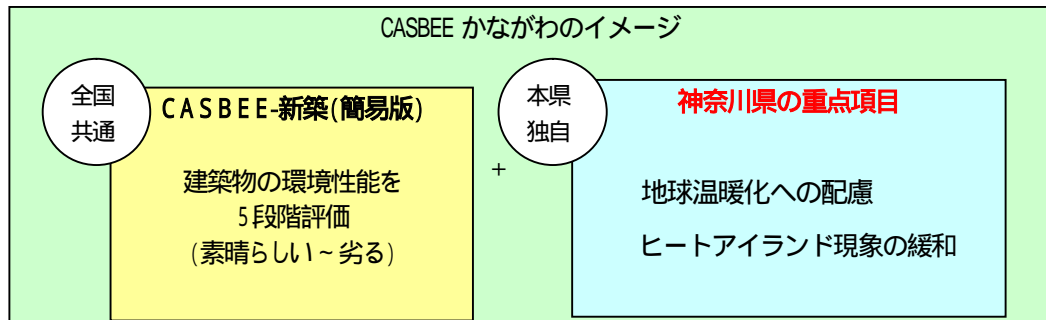 CASBEE かながわのイメージ
全国
共通
CASBEE-新築(簡易版)
建築物の環境性能を
5段階評価
(素晴らしい～劣る)
+
本県
独自
神奈川県の重点項目
地球温暖化への配慮
ヒートアイランド現象の緩和